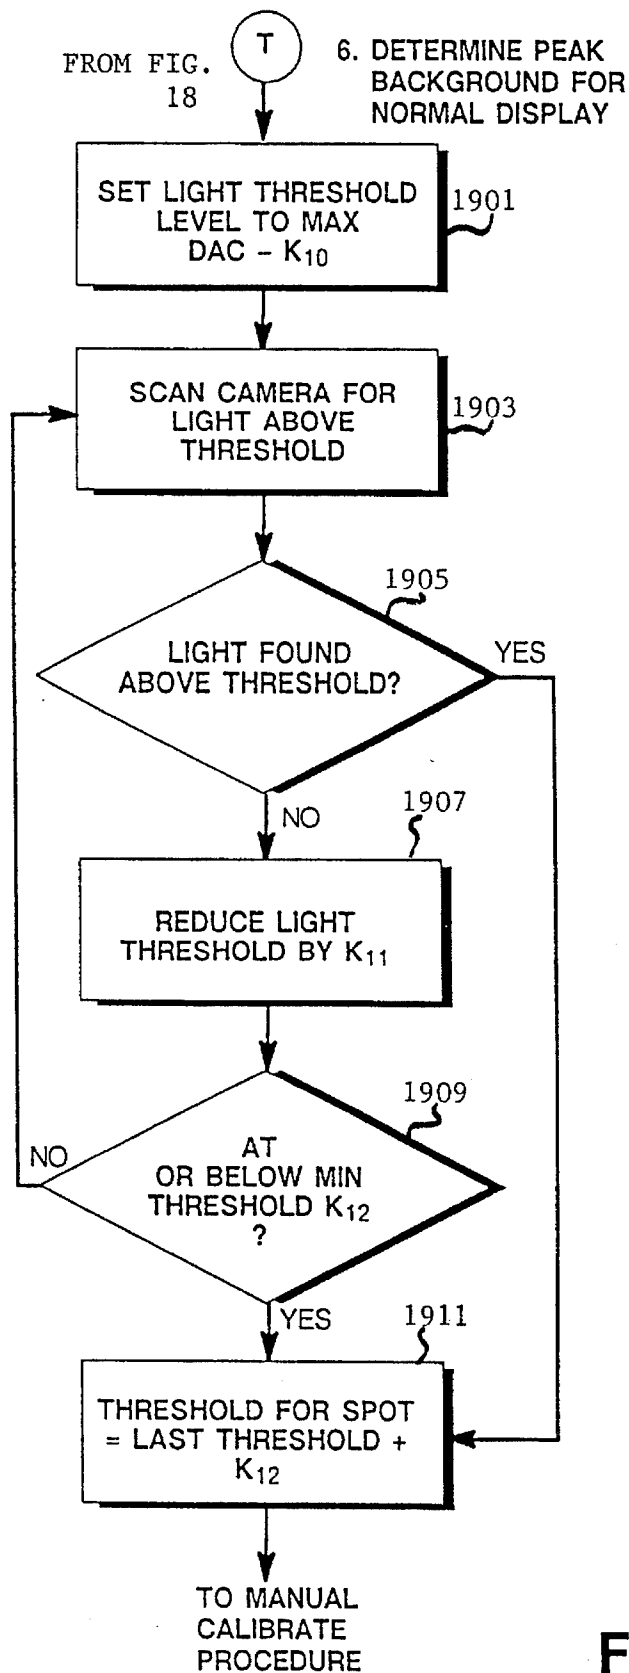 FROM FIG.
18
T
6. DETERMINE PEAK
BACKGROUND FOR
NORMAL DISPLAY
SET LIGHT THRESHOLD
LEVEL TO MAX
DAC – K10
1901
SCAN CAMERA FOR
LIGHT ABOVE
THRESHOLD
1903
1905
LIGHT FOUND
ABOVE THRESHOLD?
YES
NO
1907
REDUCE LIGHT
THRESHOLD BY K11
1909
AT
OR BELOW MIN
THRESHOLD K12
?
NO
YES
1911
THRESHOLD FOR SPOT
= LAST THRESHOLD +
K12
TO MANUAL
CALIBRATE
PROCEDURE
F